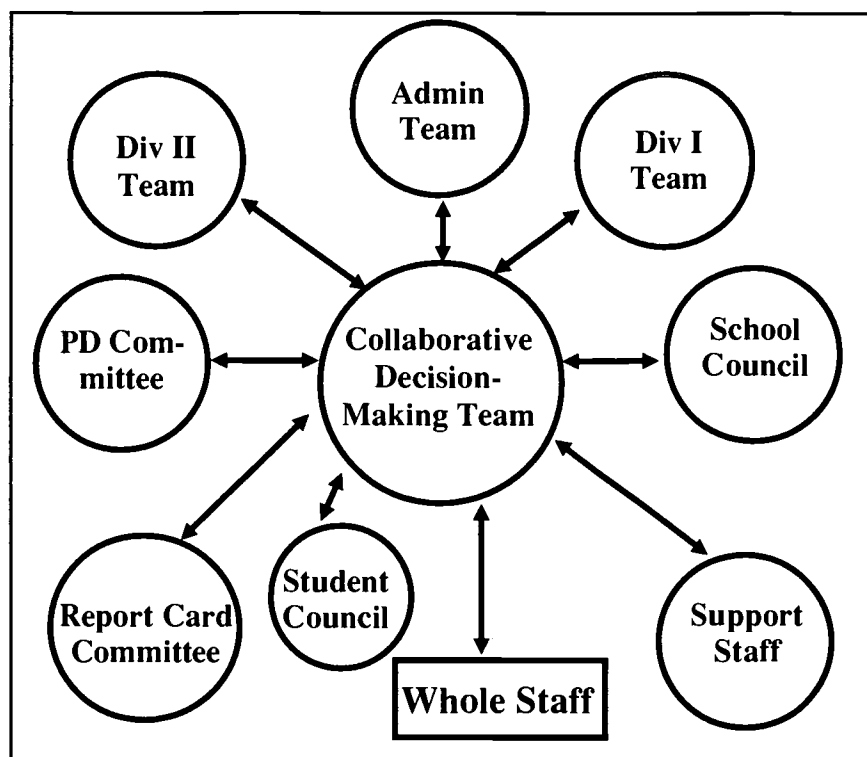 Admin
Team
Div II
Team
Div I
Team
PD Com-
mittee
Collaborative
Decision-
Making Team
School
Council
Report Card
Committee
Student
Council
Support
Staff
Whole Staff